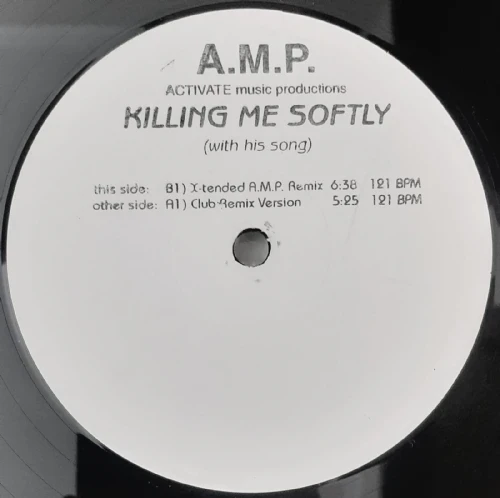 A.M.P.
ACTIVATE music productions
KILLING ME SOFTLY
(with his song)
this side: B1) X-tended A.M.P. Remix 6:38 121 BPM
other side: A1) Club-Remix Version 5:25 121 BPM